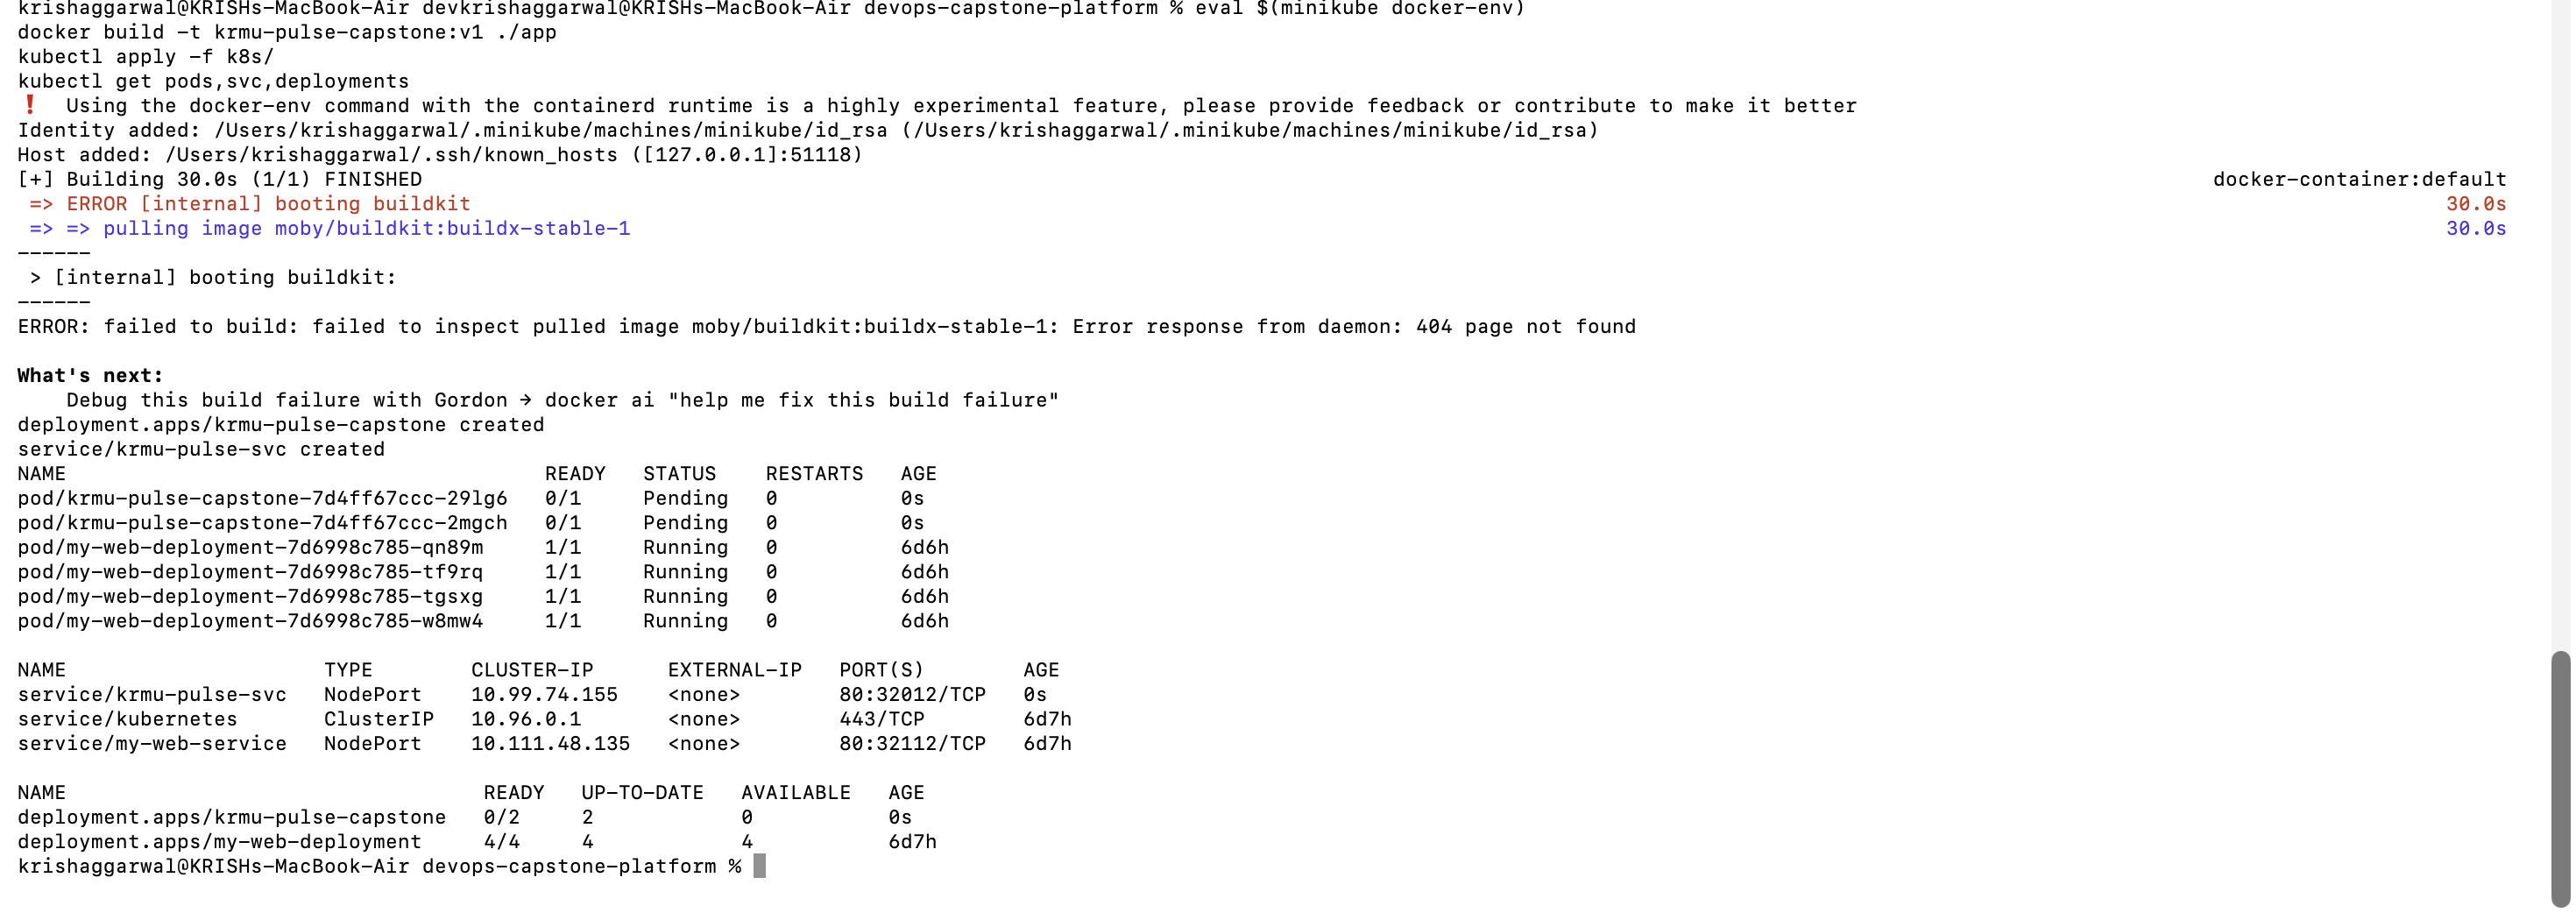 krishaggarwal@KRISHs-MacBook-Air devkrishaggarwal@KRISHs-MacBook-Air devops-capstone-platform % eval $(minikube docker-env)
docker build -t krmu-pulse-capstone:v1 ./app
kubectl apply -f k8s/
kubectl get pods,svc,deployments
❗  Using the docker-env command with the containerd runtime is a highly experimental feature, please provide feedback or contribute to make it better
Identity added: /Users/krishaggarwal/.minikube/machines/minikube/id_rsa (/Users/krishaggarwal/.minikube/machines/minikube/id_rsa)
Host added: /Users/krishaggarwal/.ssh/known_hosts ([127.0.0.1]:51118)
[+] Building 30.0s (1/1) FINISHED docker-container:default
=> ERROR [internal] booting buildkit 30.0s
=> => pulling image moby/buildkit:buildx-stable-1 30.0s
------
> [internal] booting buildkit:
------
ERROR: failed to build: failed to inspect pulled image moby/buildkit:buildx-stable-1: Error response from daemon: 404 page not found
What's next:
Debug this build failure with Gordon → docker ai "help me fix this build failure"
deployment.apps/krmu-pulse-capstone created
service/krmu-pulse-svc created
NAME READY STATUS RESTARTS AGE
pod/krmu-pulse-capstone-7d4ff67ccc-29lg6 0/1 Pending 0 0s
pod/krmu-pulse-capstone-7d4ff67ccc-2mgch 0/1 Pending 0 0s
pod/my-web-deployment-7d6998c785-qn89m 1/1 Running 0 6d6h
pod/my-web-deployment-7d6998c785-tf9rq 1/1 Running 0 6d6h
pod/my-web-deployment-7d6998c785-tgsxg 1/1 Running 0 6d6h
pod/my-web-deployment-7d6998c785-w8mw4 1/1 Running 0 6d6h
NAME TYPE CLUSTER-IP EXTERNAL-IP PORT(S) AGE
service/krmu-pulse-svc NodePort 10.99.74.155 <none> 80:32012/TCP 0s
service/kubernetes ClusterIP 10.96.0.1 <none> 443/TCP 6d7h
service/my-web-service NodePort 10.111.48.135 <none> 80:32112/TCP 6d7h
NAME READY UP-TO-DATE AVAILABLE AGE
deployment.apps/krmu-pulse-capstone 0/2 2 0 0s
deployment.apps/my-web-deployment 4/4 4 4 6d7h
krishaggarwal@KRISHs-MacBook-Air devops-capstone-platform %